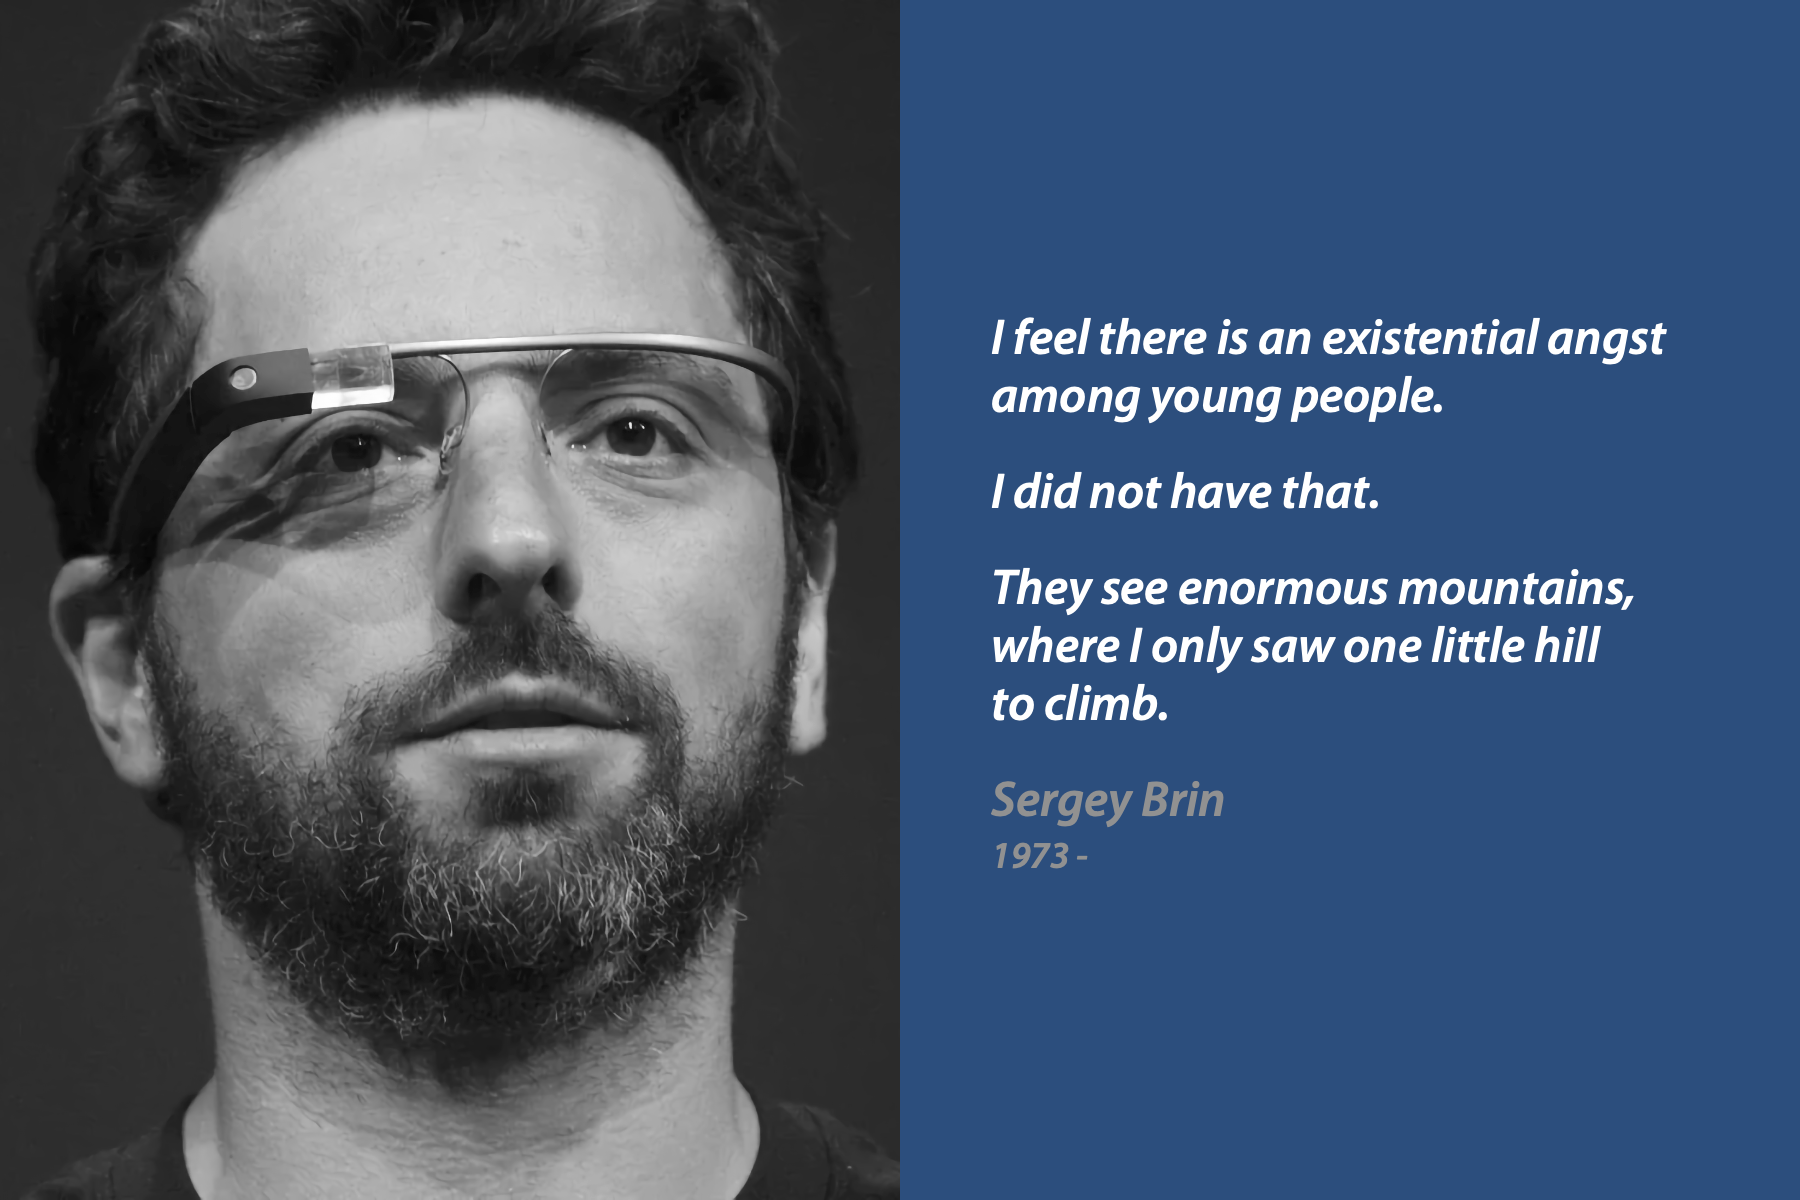 I feel there is an existential angst
among young people.
I did not have that.
They see enormous mountains,
where I only saw one little hill
to climb.
Sergey Brin
1973 -